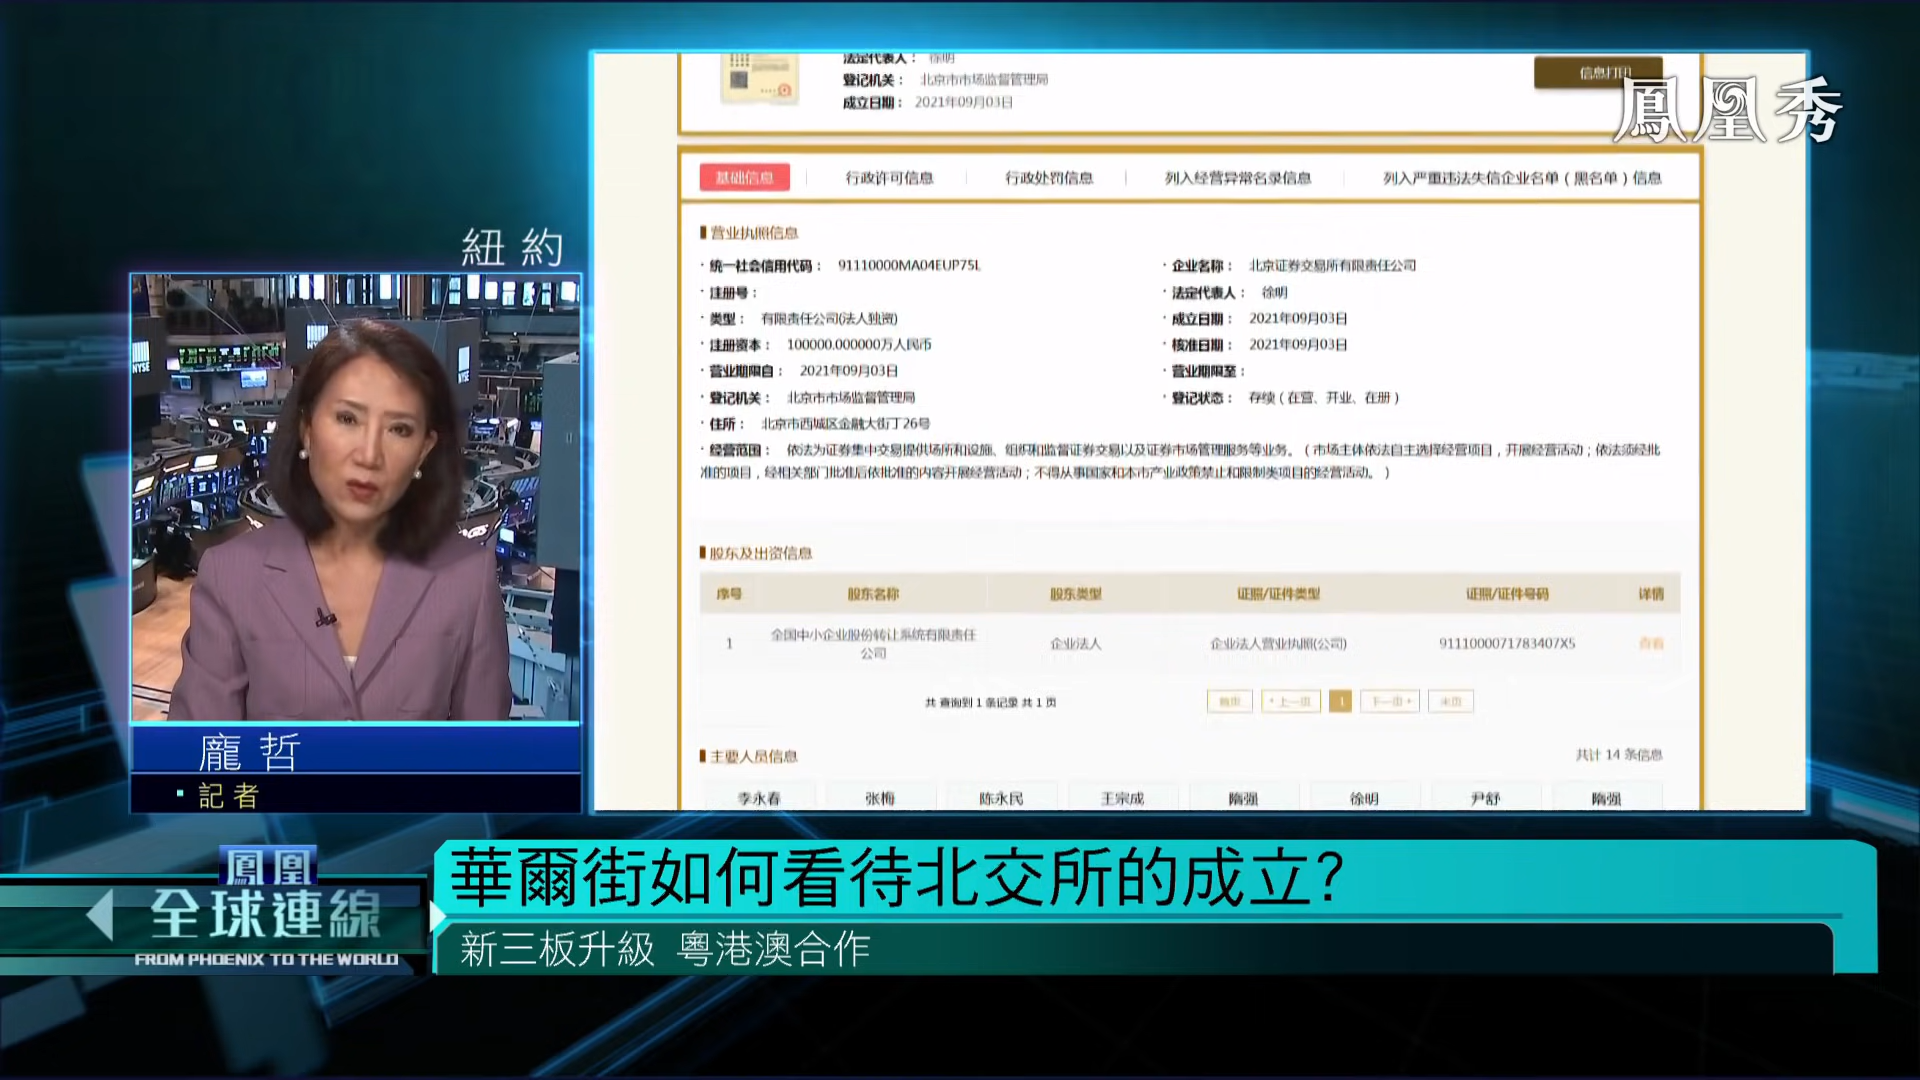 法定代表人： 徐明
登记机关： 北京市市场监督管理局
成立日期： 2021年09月03日
信息打印
鳳凰秀
基础信息 行政许可信息 行政处罚信息 列入经营异常名录信息 列入严重违法失信企业名单（黑名单）信息
营业执照信息
· 统一社会信用代码： 91110000MA04EUP75L · 企业名称： 北京证券交易所有限责任公司
· 注册号： · 法定代表人： 徐明
· 类型： 有限责任公司(法人独资) · 成立日期： 2021年09月03日
· 注册资本： 100000.000000万人民币 · 核准日期： 2021年09月03日
· 营业期限自： 2021年09月03日 · 营业期限至：
· 登记机关： 北京市市场监督管理局 · 登记状态： 存续（在营、开业、在册）
· 住所： 北京市西城区金融大街丁26号
· 经营范围： 依法为证券集中交易提供场所和设施、组织和监督证券交易以及证券市场管理服务等业务。（市场主体依法自主选择经营项目，开展经营活动；依法须经批
准的项目，经相关部门批准后依批准的内容开展经营活动；不得从事国家和本市产业政策禁止和限制类项目的经营活动。）
股东及出资信息
序号 股东名称 股东类型 证照/证件类型 证照/证件号码 详情
1 全国中小企业股份转让系统有限责任公司 企业法人 企业法人营业执照(公司) 9111000071783407X5 查看
共 查询到 1 条记录 共 1 页 首页 上一页 1 下一页 末页
主要人员信息 共计 14 条信息
李永春 张梅 陈永民 王宗成 隋强 徐明 尹舒 隋强
紐約
NYSE
NYSE
龐哲
·記者
鳳凰
全球連線
FROM PHOENIX TO THE WORLD
華爾街如何看待北交所的成立？
新三板升級 粵港澳合作